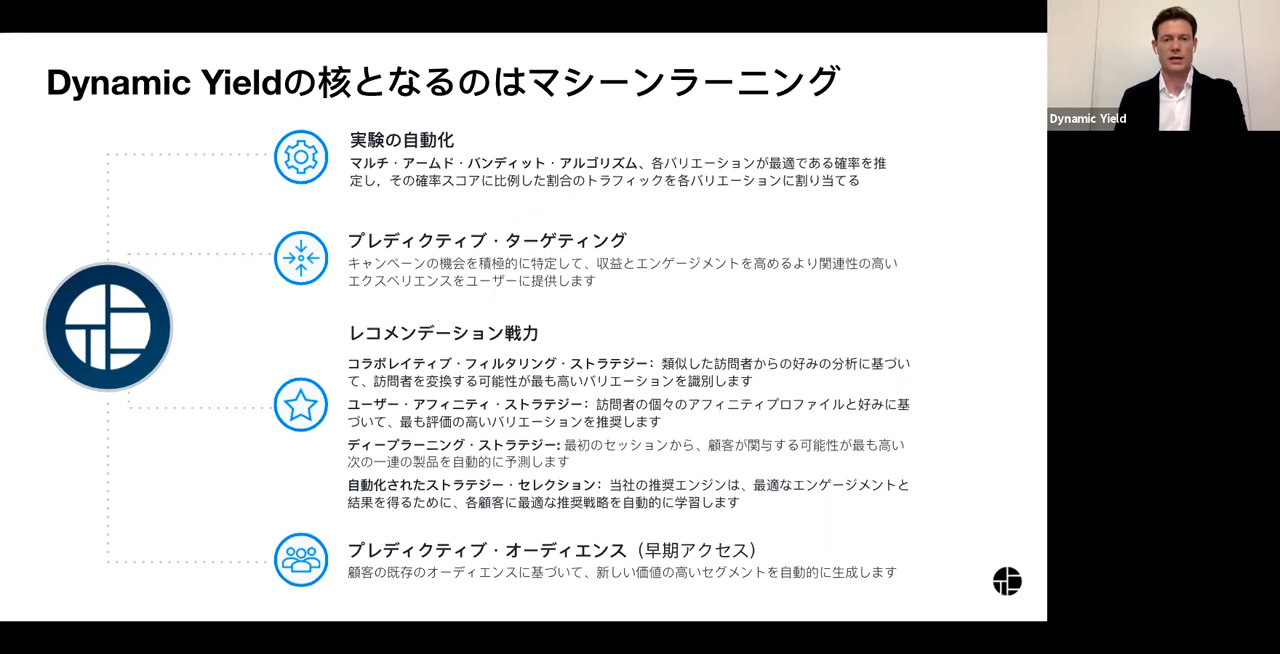 Dynamic Yieldの核となるのはマシーンラーニング
実験の自動化
マルチ・アームド・バンディット・アルゴリズム、各バリエーションが最適である確率を推
定し，その確率スコアに比例した割合のトラフィックを各バリエーションに割り当てる
プレディクティブ・ターゲティング
キャンペーンの機会を積極的に特定して、収益とエンゲージメントを高めるより関連性の高い
エクスペリエンスをユーザーに提供します
レコメンデーション戦力
コラボレイティブ・フィルタリング・ストラテジー：類似した訪問者からの好みの分析に基づい
て、訪問者を変換する可能性が最も高いバリエーションを識別します
ユーザー・アフィニティ・ストラテジー：訪問者の個々のアフィニティプロファイルと好みに基
づいて、最も評価の高いバリエーションを推奨します
ディープラーニング・ストラテジー: 最初のセッションから、顧客が関与する可能性が最も高い
次の一連の製品を自動的に予測します
自動化されたストラテジー・セレクション：当社の推奨エンジンは、最適なエンゲージメントと
結果を得るために、各顧客に最適な推奨戦略を自動的に学習します
プレディクティブ・オーディエンス（早期アクセス）
顧客の既存のオーディエンスに基づいて、新しい価値の高いセグメントを自動的に生成します
Dynamic Yield